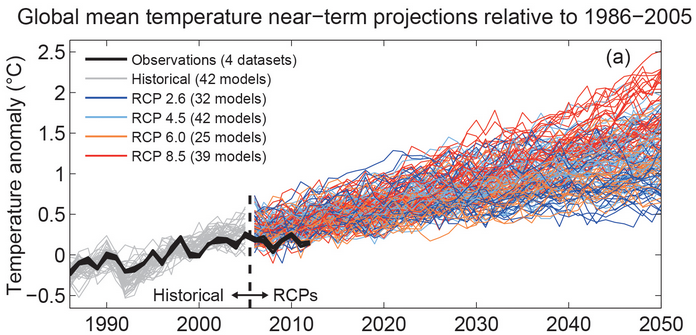 Global mean temperature near−term projections relative to 1986−2005
(a)
Observations (4 datasets)
Historical (42 models)
RCP 2.6 (32 models)
RCP 4.5 (42 models)
RCP 6.0 (25 models)
RCP 8.5 (39 models)
Temperature anomaly (°C)
2.5
2
1.5
1
0.5
0
−0.5
Historical
RCPs
1990 2000 2010 2020 2030 2040 2050